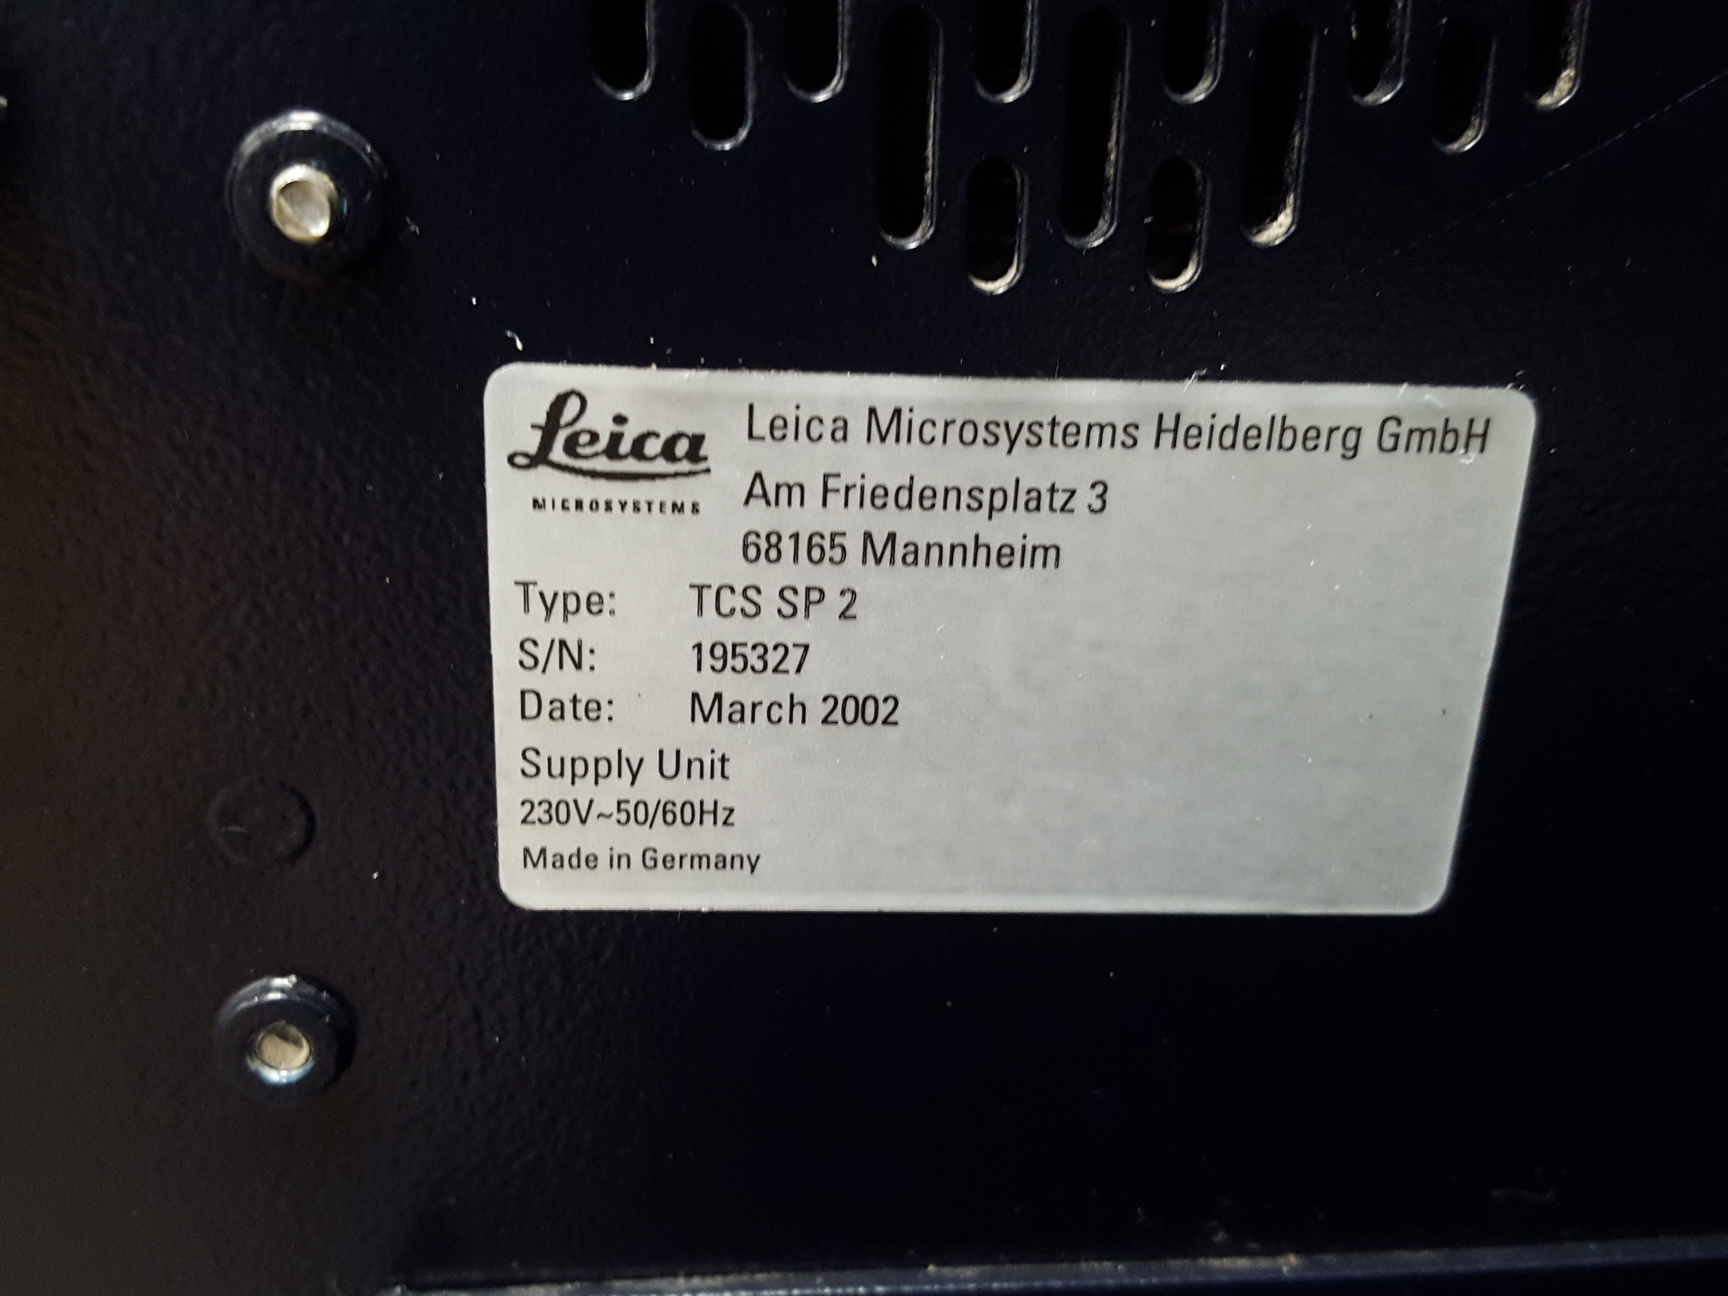 Leica
MICROSYSTEMS
Leica Microsystems Heidelberg GmbH
Am Friedensplatz 3
68165 Mannheim
Type: TCS SP 2
S/N: 195327
Date: March 2002
Supply Unit
230V~50/60Hz
Made in Germany